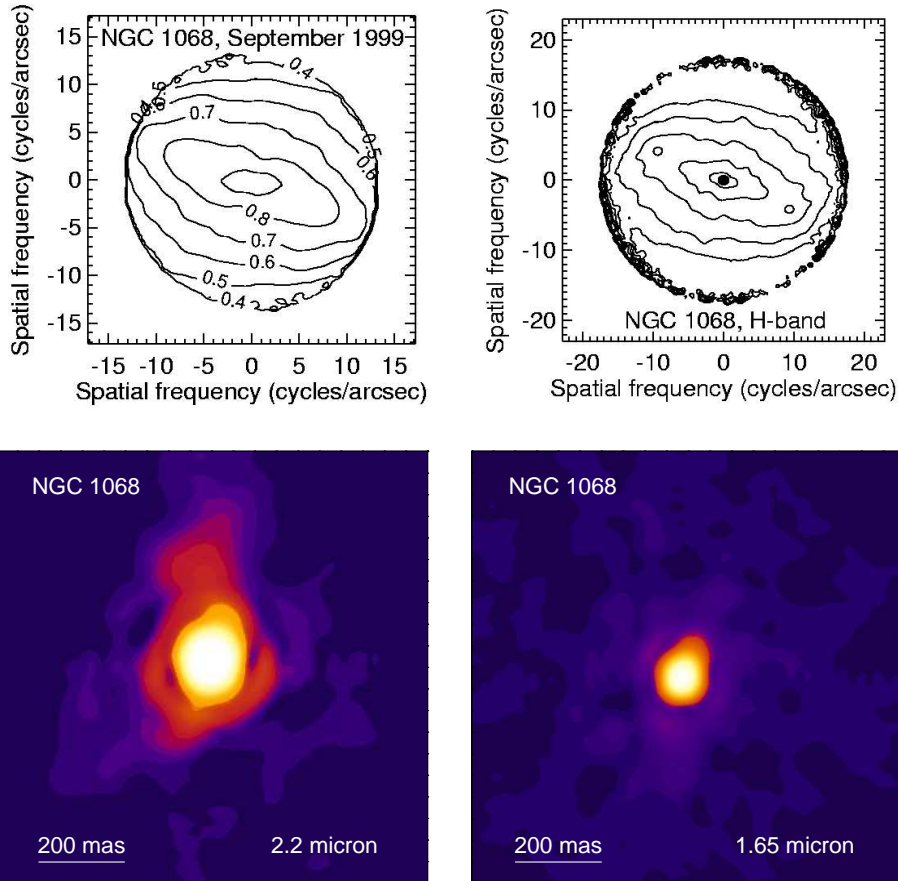 NGC 1068, September 1999
Spatial frequency (cycles/arcsec)
15
10
5
0
-5
-10
-15
0.4
0.4
0.5
0.7
0.5
0.6
0.8
0.7
0.6
0.5
0.4
-15 -10 -5 0 5 10 15
Spatial frequency (cycles/arcsec)
Spatial frequency (cycles/arcsec)
20
10
0
-10
-20
NGC 1068, H-band
-20 -10 0 10 20
Spatial frequency (cycles/arcsec)
NGC 1068
200 mas
2.2 micron
NGC 1068
200 mas
1.65 micron